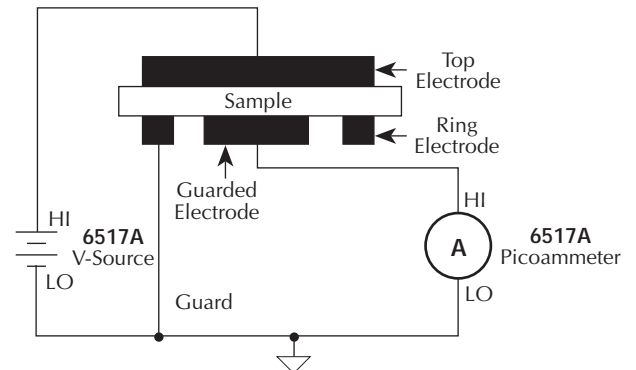 Top
Electrode
Sample
Ring
Electrode
Guarded
Electrode
HI
6517A
V-Source
LO
Guard
HI
A
6517A
Picoammeter
LO